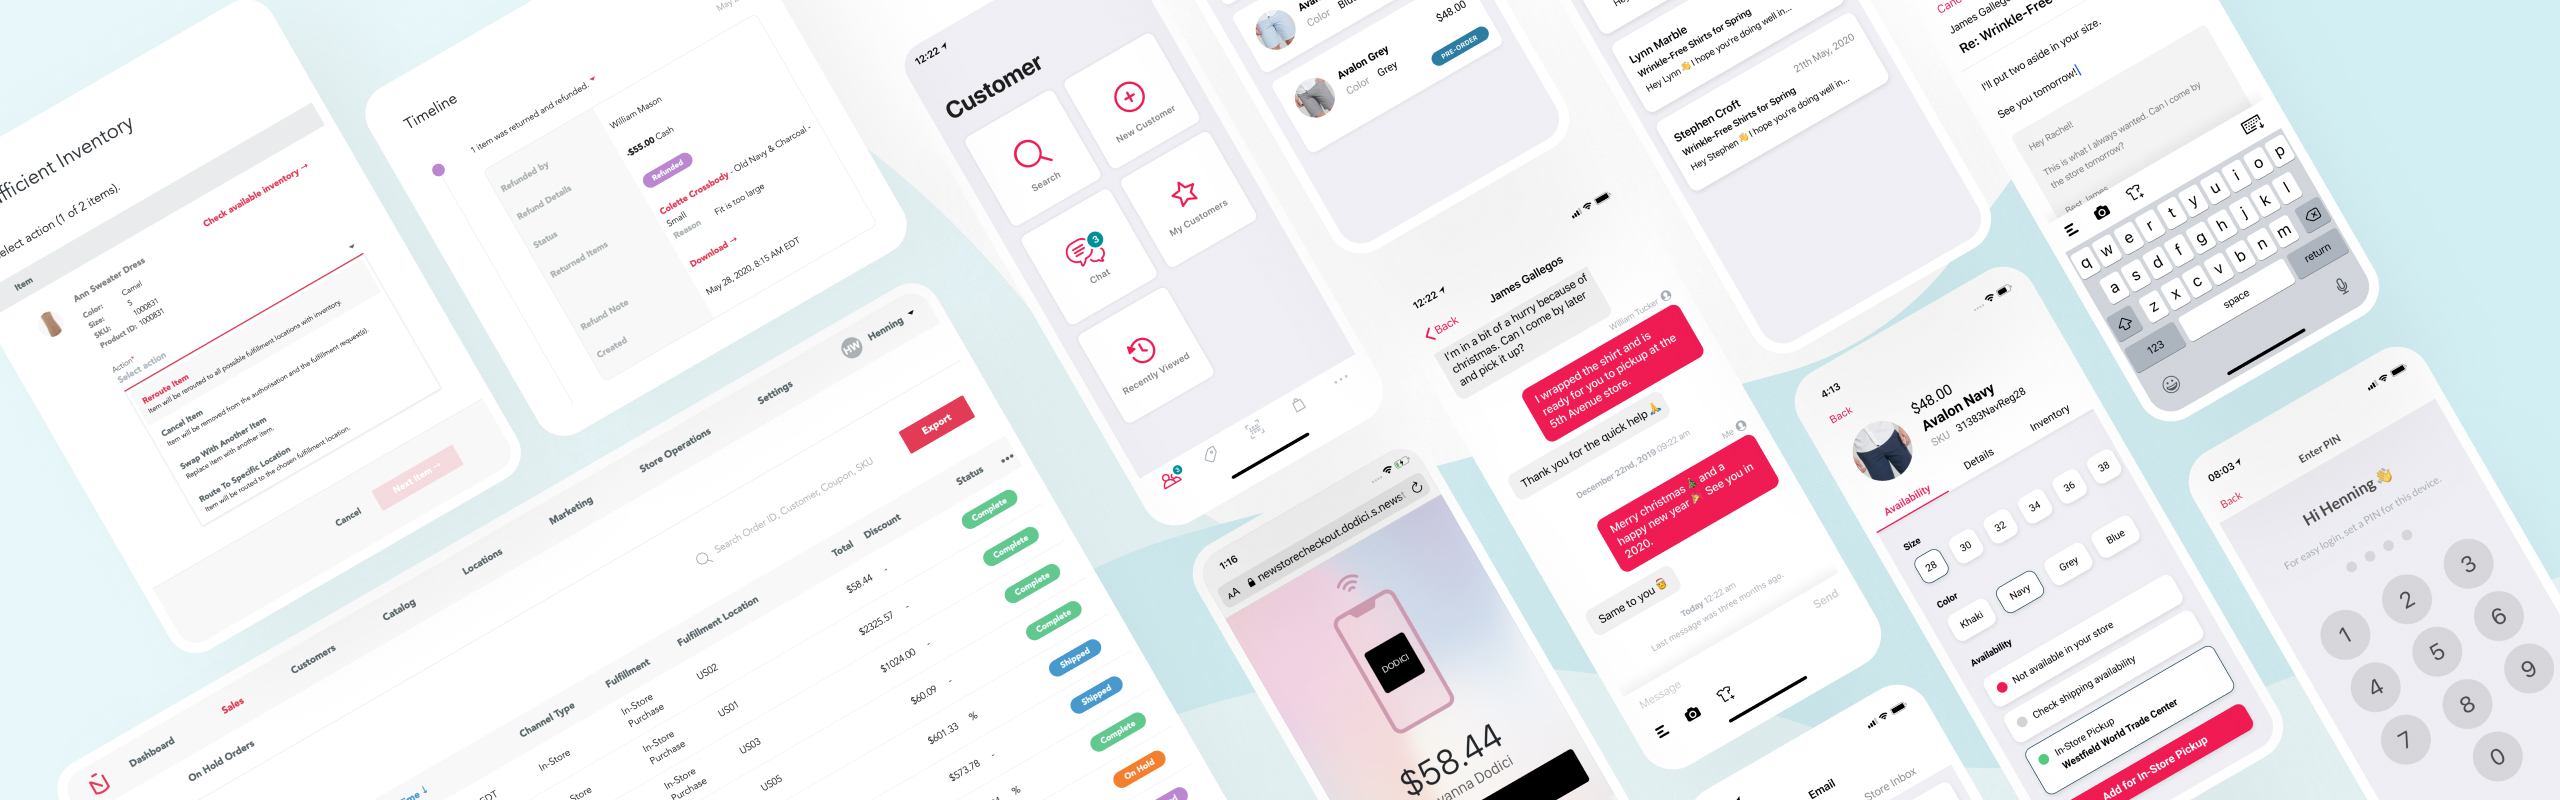 fficient Inventory
elect action (1 of 2 items).
Item
Check available inventory →
Ann Sweater Dress
Color: Camel
Size: S
SKU: 1000831
Product ID: 1000831
Action*
Select action
Reroute Item
Item will be rerouted to all possible fulfillment locations with inventory.
Cancel Item
Item will be removed from the authorisation and the fulfillment request(s).
Swap With Another Item
Replace item with another item.
Route To Specific Location
Item will be routed to the chosen fulfillment location.
Cancel
Next Item →
Timeline
1 item was returned and refunded.
Refunded by
William Mason
Refund Details
-$55.00 Cash
Status
Refunded
Returned Items
Colette Crossbody - Old Navy & Charcoal -
Small
Reason Fit is too large
Refund Note
Download →
Created
May 28, 2020, 8:15 AM EDT
Dashboard
Sales
Customers
Catalog
Locations
Marketing
Store Operations
Settings
HW
Henning
On Hold Orders
Search Order ID, Customer, Coupon, SKU
Export
Channel Type
Fulfillment
Fulfillment Location
Total
Discount
Status
In-Store
In-Store
Purchase
US02
$58.44
-
Complete
Store
In-Store
Purchase
US01
$2325.57
-
Complete
In-Store
Purchase
US03
$1024.00
-
Complete
US05
$60.09
-
Complete
$601.33
%
Shipped
$573.78
-
Shipped
%
Complete
On Hold
12:22
Customer
Search
New Customer
3
Chat
My Customers
Recently Viewed
3
Color
$48.00
Avalon Grey
Color Grey
PRE-ORDER
Lynn Marble
Wrinkle-Free Shirts for Spring
Hey Lynn👋 I hope you're doing well in...
21th May, 2020
Stephen Croft
Wrinkle-Free Shirts for Spring
Hey Stephen👋 I hope you're doing well in...
James Gallegos
Re: Wrinkle-Free
I'll put two aside in your size.
See you tomorrow!
Hey Rachel!
This is what I always wanted. Can I come by
the store tomorrow?
q w e r t y u i o p
a s d f g h j k l
z x c v b n m
123
space
return
12:22
Back
James Gallegos
I'm in a bit of a hurry because of
christmas. Can I come by later
and pick it up?
William Tucker
I wrapped the shirt and is
ready for you to pickup at the
5th Avenue store.
Thank you for the quick help🙏
December 22nd, 2019 09:22 am
Me
Merry christmas🎄 and a
happy new year🎉 See you in
2020.
Same to you🎅
Today 12:22 am
Last message was three months ago.
Message
Send
1:16
AA
newstorecheckout.dodici.s.news
DODICI
$58.44
vanna Dodici
Email
Store Inbox
4:13
Back
$48.00
Avalon Navy
SKU 31383NavReg28
Availability
Details
Inventory
Size
28
30
32
34
36
38
Color
Khaki
Navy
Grey
Blue
Availability
Not available in your store
Check shipping availability
In-Store Pickup
Westfield World Trade Center
Add for In-Store Pickup
08:03
Enter PIN
Back
Hi Henning👋
For easy login, set a PIN for this device.
1
2
3
4
5
6
7
8
9
0